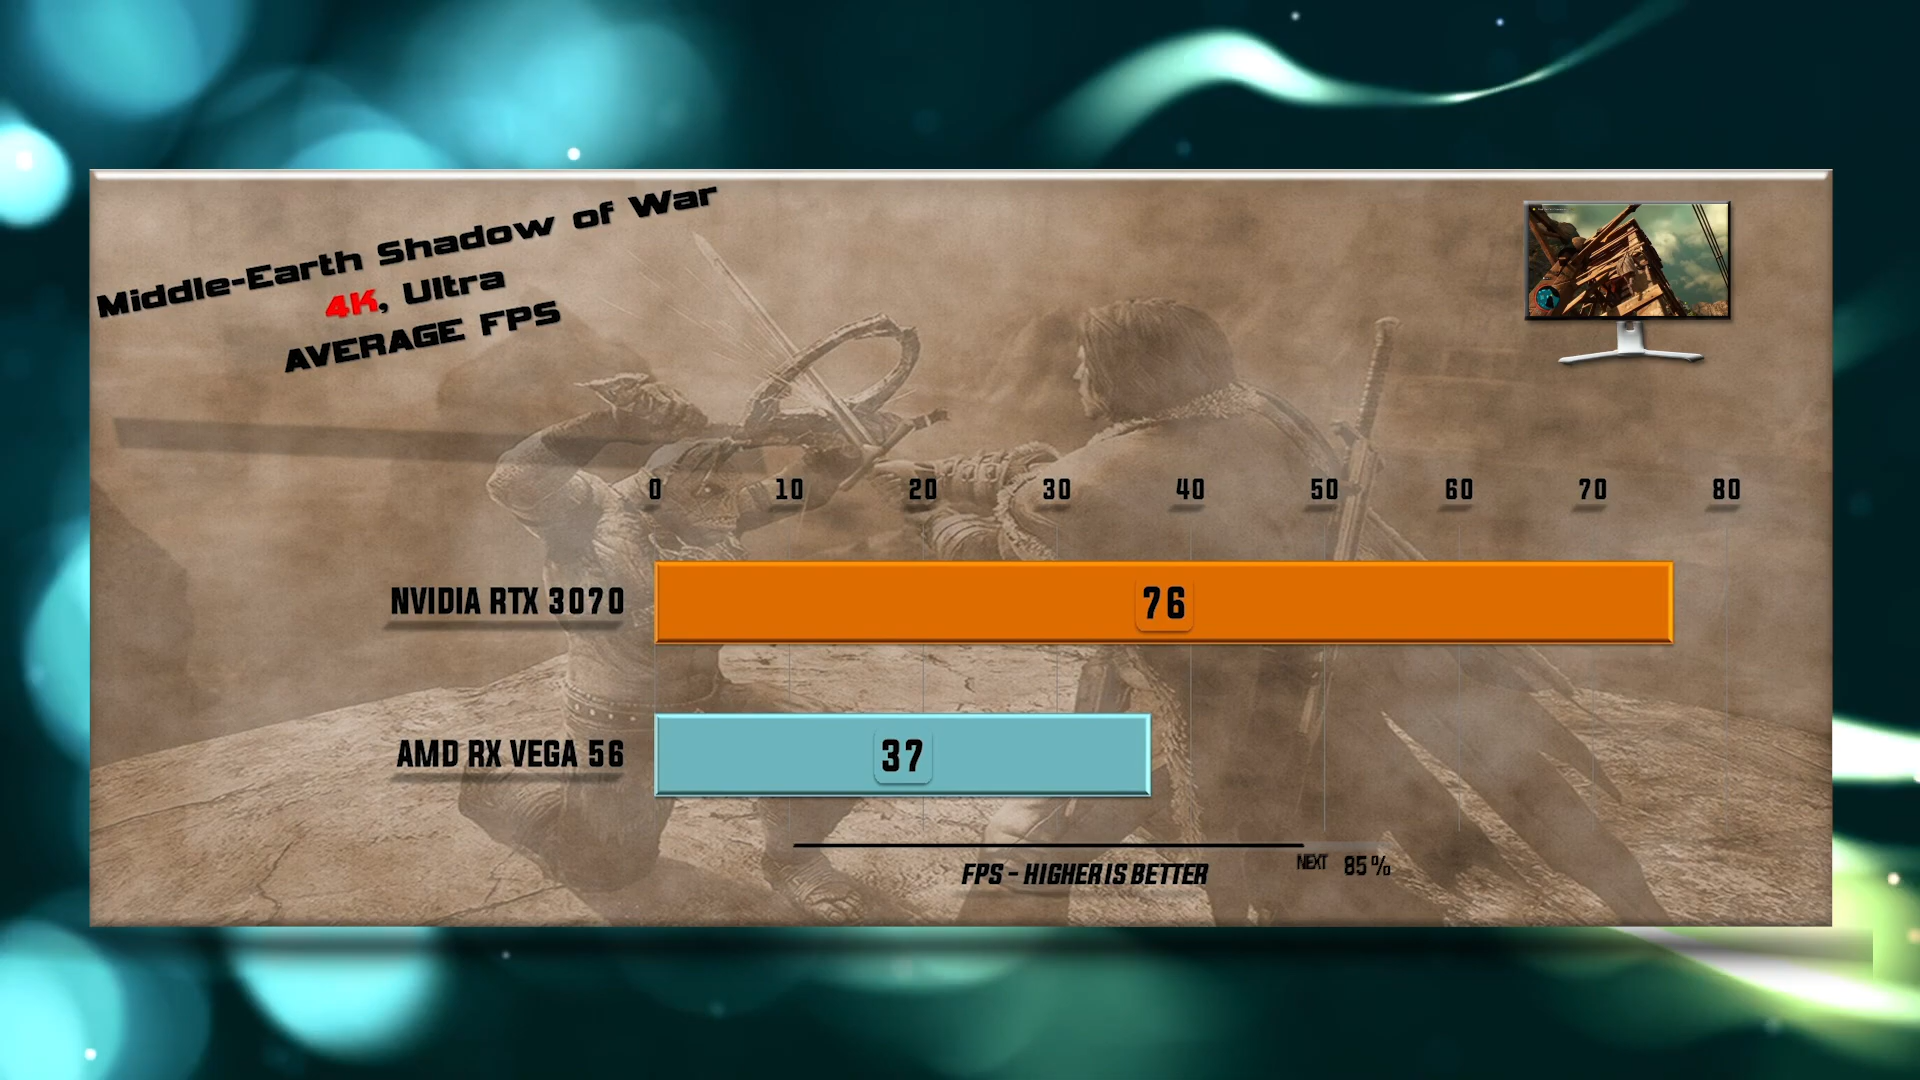 Middle-Earth Shadow of War
4K, Ultra
AVERAGE FPS
0 10 20 30 40 50 60 70 80
NVIDIA RTX 3070 76
AMD RX VEGA 56 37
FPS - HIGHER IS BETTER
NEXT 85%